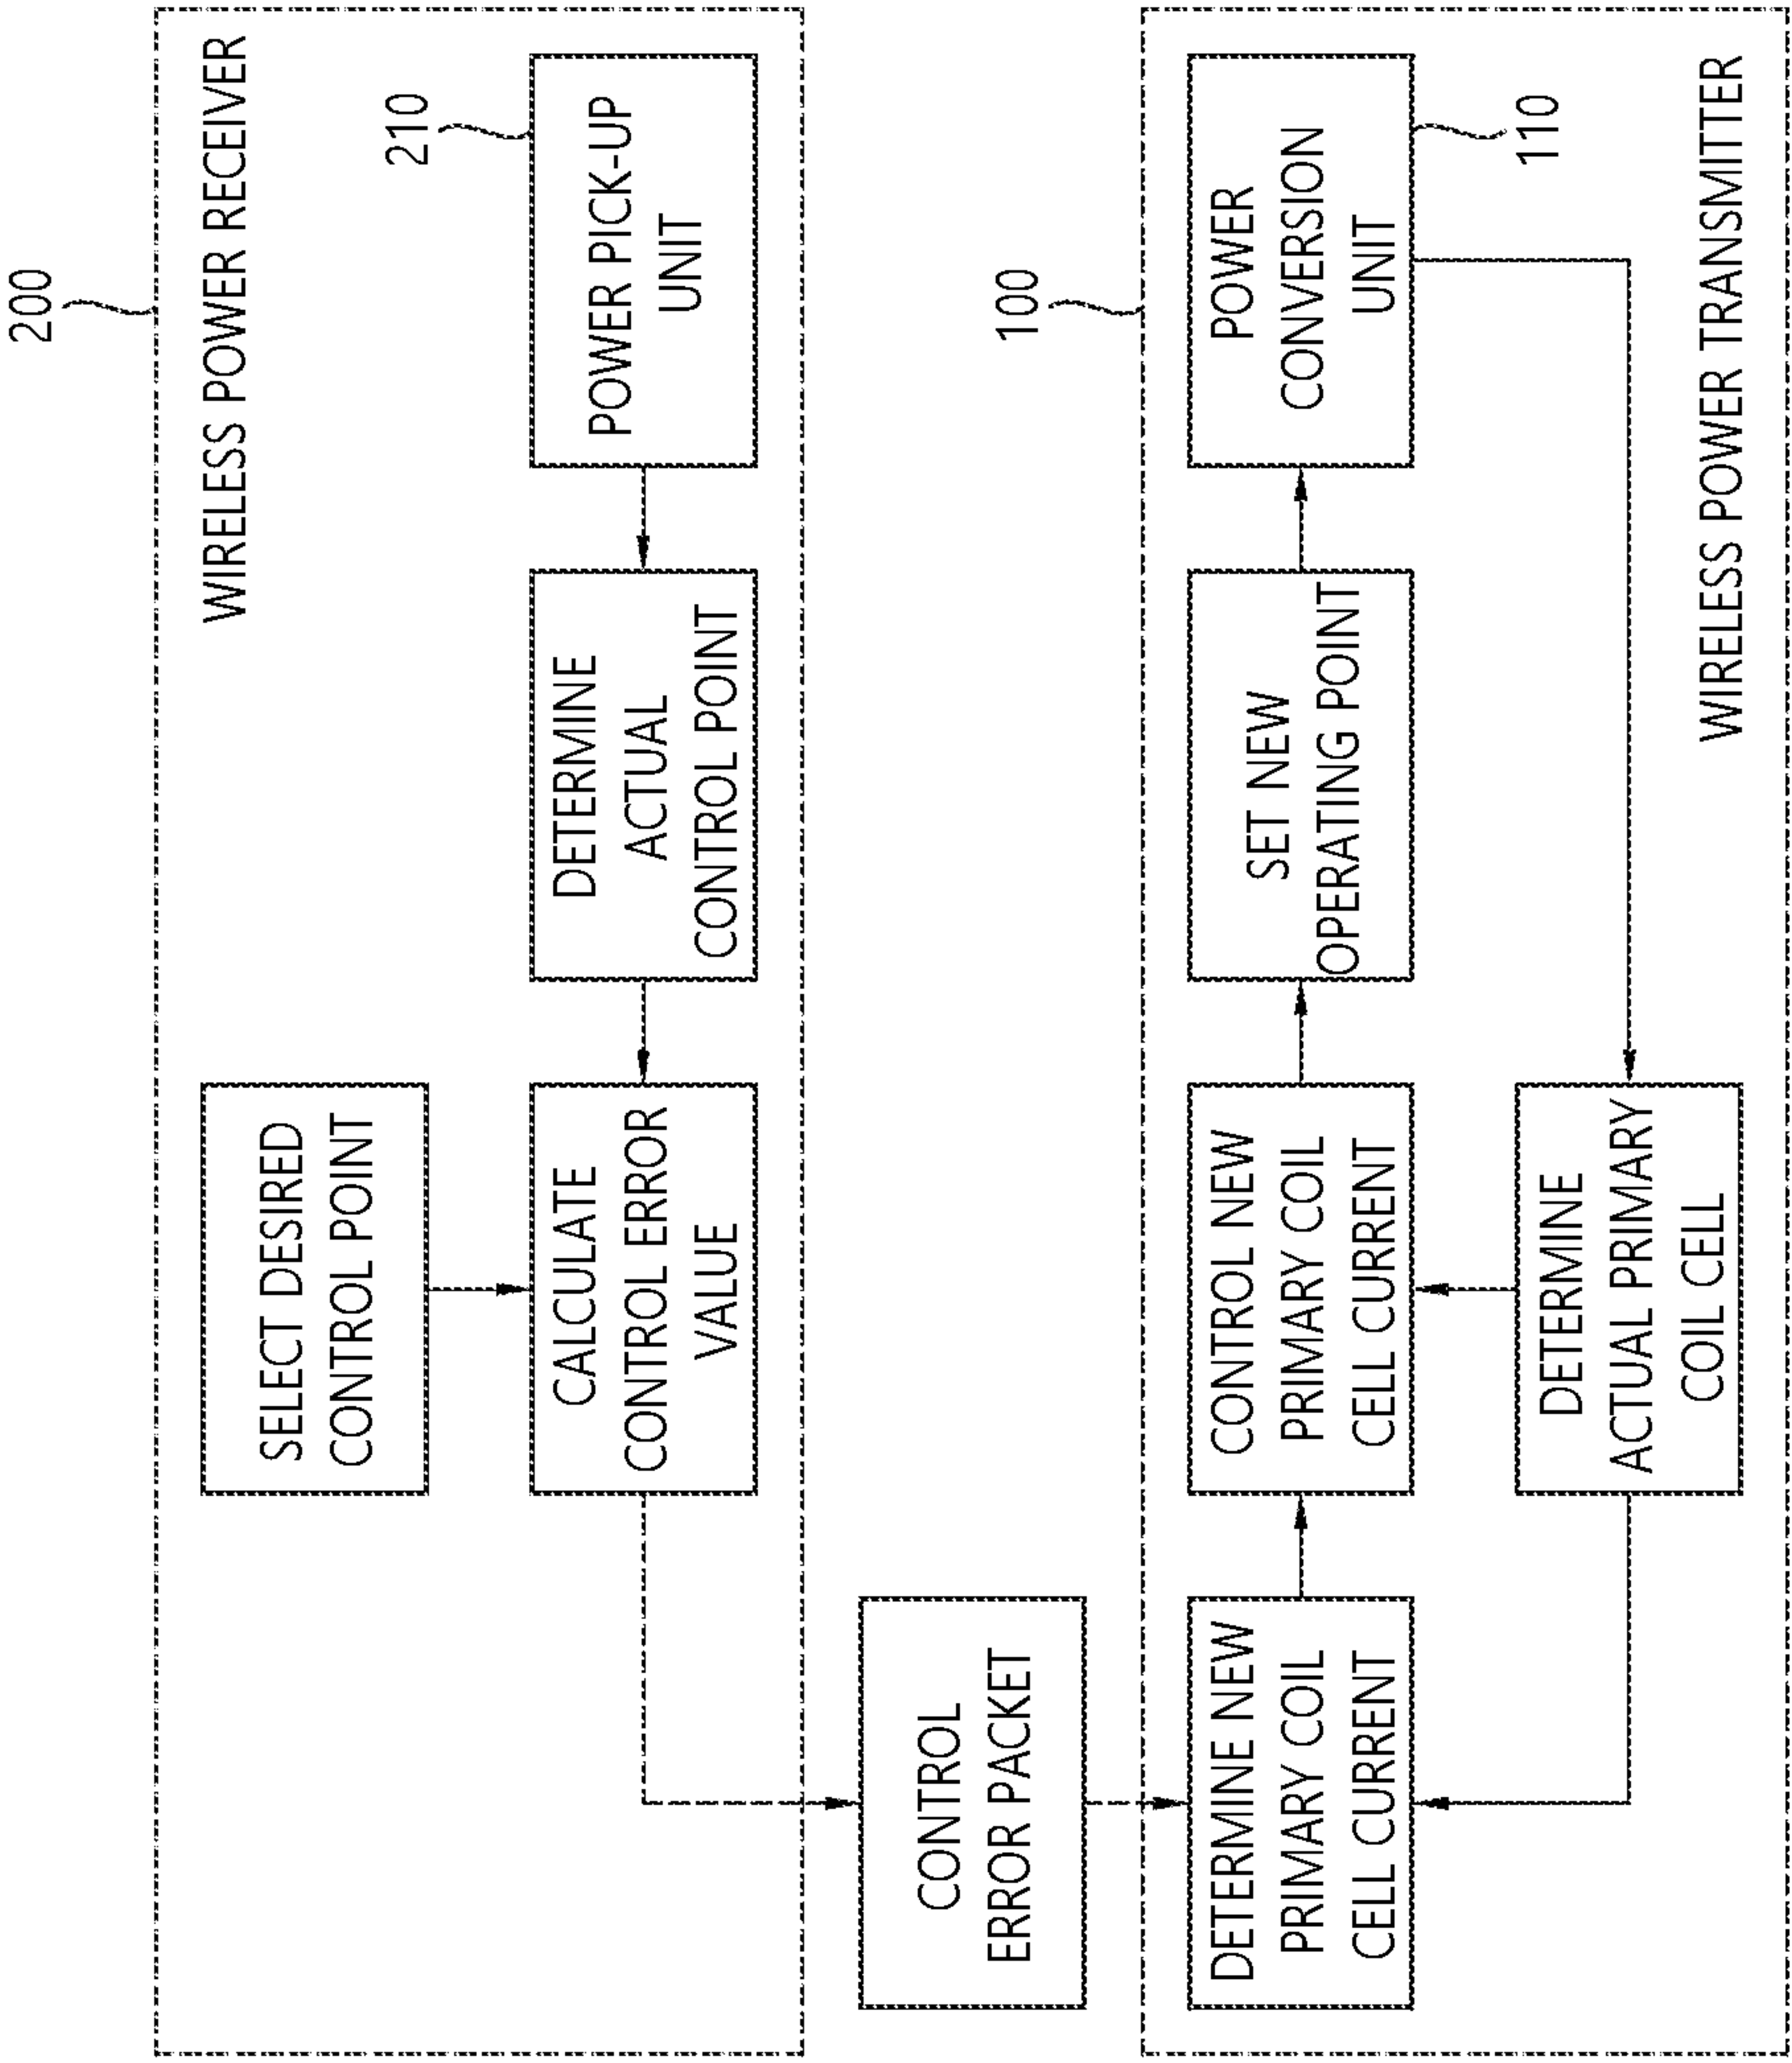 200
WIRELESS POWER RECEIVER
SELECT DESIRED
CONTROL POINT
210
CALCULATE
CONTROL ERROR
VALUE
DETERMINE
ACTUAL
CONTROL POINT
POWER PICK-UP
UNIT
CONTROL
ERROR PACKET
100
DETERMINE NEW
PRIMARY COIL
CELL CURRENT
CONTROL NEW
PRIMARY COIL
CELL CURRENT
SET NEW
OPERATING POINT
POWER
CONVERSION
UNIT
110
DETERMINE
ACTUAL PRIMARY
COIL CELL
WIRELESS POWER TRANSMITTER